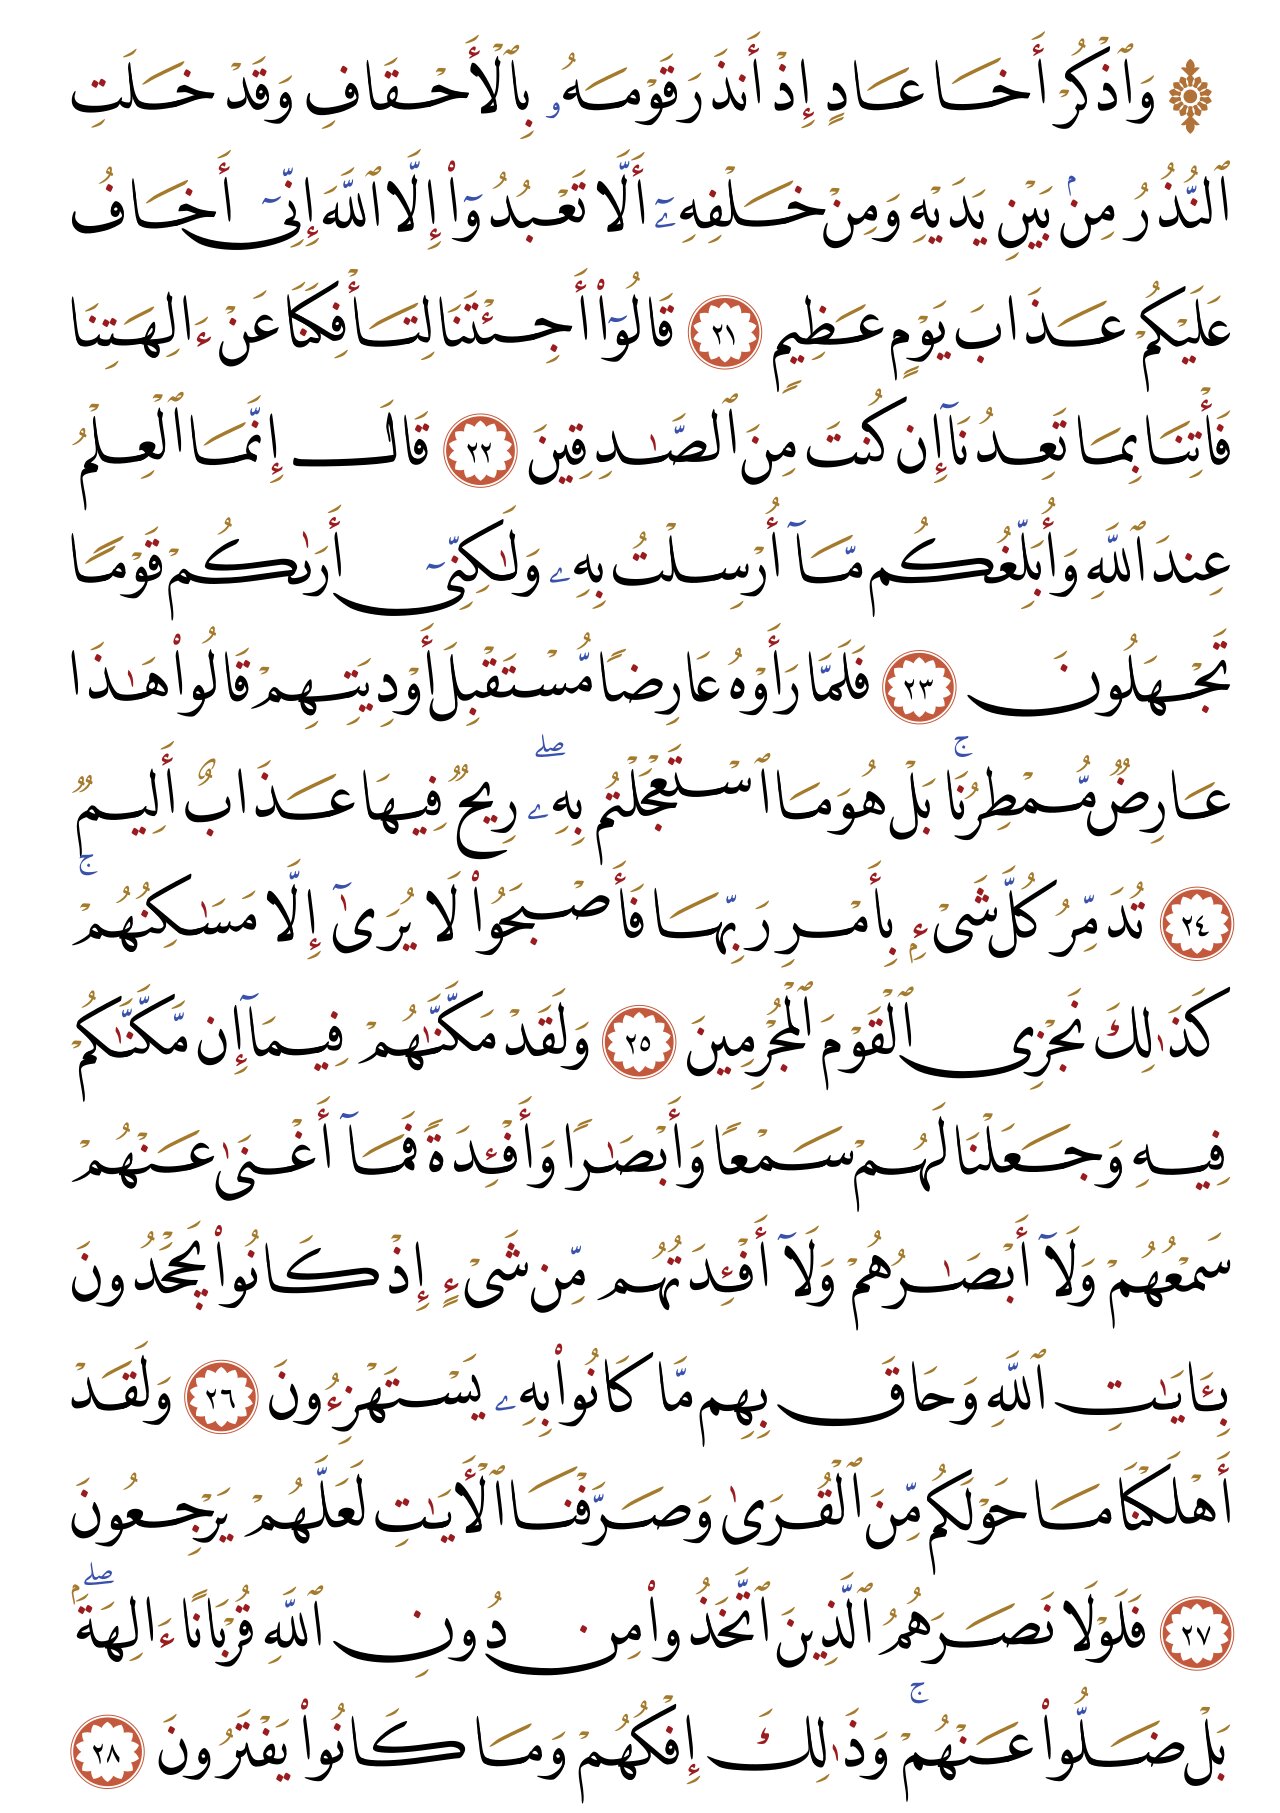 ۞ وَٱذْكُرْ أَخَا عَادٍ إِذْ أَنذَرَ قَوْمَهُۥ بِٱلْأَحْقَافِ وَقَدْ خَلَتِ
ٱلنُّذُرُ مِنۢ بَيْنِ يَدَيْهِ وَمِنْ خَلْفِهِۦٓ أَلَّا تَعْبُدُوٓا۟ إِلَّا ٱللَّهَ إِنِّىٓ أَخَافُ
عَلَيْكُمْ عَذَابَ يَوْمٍ عَظِيمٍ ٢١ قَالُوٓا۟ أَجِئْتَنَا لِتَأْفِكَنَا عَنْ ءَالِهَتِنَا
فَأْتِنَا بِمَا تَعِدُنَآ إِن كُنتَ مِنَ ٱلصَّـٰدِقِينَ ٢٢ قَالَ إِنَّمَا ٱلْعِلْمُ
عِندَ ٱللَّهِ وَأُبَلِّغُكُم مَّآ أُرْسِلْتُ بِهِۦ وَلَـٰكِنِّىٓ أَرَىٰكُمْ قَوْمًا
تَجْهَلُونَ ٢٣ فَلَمَّا رَأَوْهُ عَارِضًا مُّسْتَقْبِلَ أَوْدِيَتِهِمْ قَالُوا۟ هَـٰذَا
عَارِضٌ مُّمْطِرُنَا ۚ بَلْ هُوَ مَا ٱسْتَعْجَلْتُم بِهِۦ ۖ رِيحٌ فِيهَا عَذَابٌ أَلِيمٌ
٢٤ تُدَمِّرُ كُلَّ شَىْءٍۭ بِأَمْرِ رَبِّهَا فَأَصْبَحُوا۟ لَا يُرَىٰٓ إِلَّا مَسَـٰكِنُهُمْ ۚ
كَذَٰلِكَ نَجْزِى ٱلْقَوْمَ ٱلْمُجْرِمِينَ ٢٥ وَلَقَدْ مَكَّنَّـٰهُمْ فِيمَآ إِن مَّكَّنَّـٰكُمْ
فِيهِ وَجَعَلْنَا لَهُمْ سَمْعًا وَأَبْصَـٰرًا وَأَفْـِٔدَةً فَمَآ أَغْنَىٰ عَنْهُمْ
سَمْعُهُمْ وَلَآ أَبْصَـٰرُهُمْ وَلَآ أَفْـِٔدَتُهُم مِّن شَىْءٍ إِذْ كَانُوا۟ يَجْحَدُونَ
بِـَٔايَـٰتِ ٱللَّهِ وَحَاقَ بِهِم مَّا كَانُوا۟ بِهِۦ يَسْتَهْزِءُونَ ٢٦ وَلَقَدْ
أَهْلَكْنَا مَا حَوْلَكُم مِّنَ ٱلْقُرَىٰ وَصَرَّفْنَا ٱلْـَٔايَـٰتِ لَعَلَّهُمْ يَرْجِعُونَ
٢٧ فَلَوْلَا نَصَرَهُمُ ٱلَّذِينَ ٱتَّخَذُوا۟ مِن دُونِ ٱللَّهِ قُرْبَانًا ءَالِهَةًۢ ۖ
بَلْ ضَلُّوا۟ عَنْهُمْ ۚ وَذَٰلِكَ إِفْكُهُمْ وَمَا كَانُوا۟ يَفْتَرُونَ ٢٨